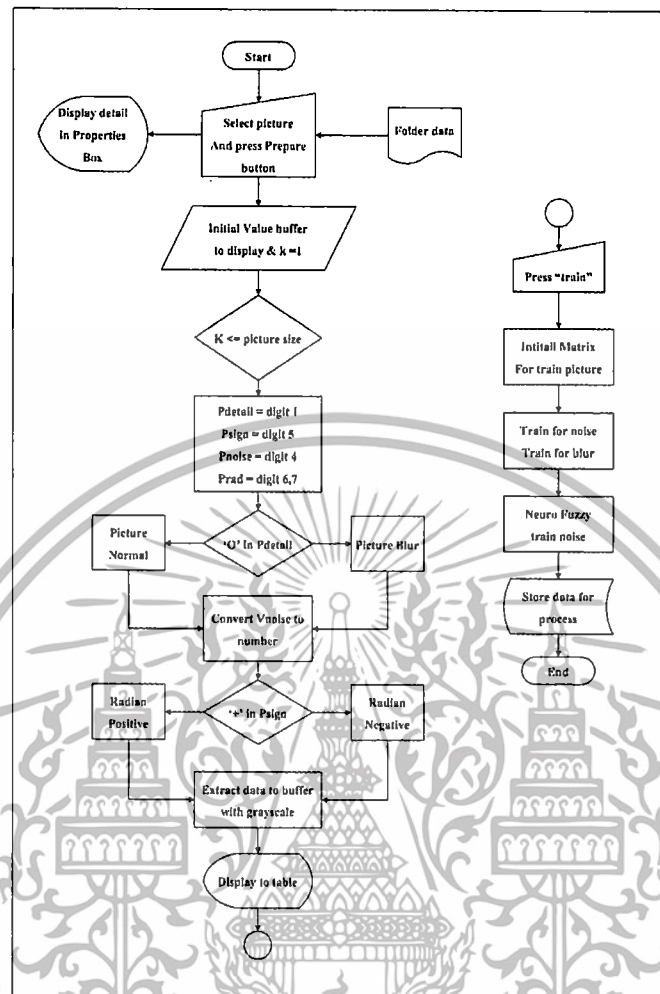 Start
Display detail
in Properties
Box
Select picture
And press Prepare
button
Folder data
Initial Value buffer
to display & k =1
K <= picture size
Pdetail = digit 1
Psign = digit 5
Pnoise = digit 4
Prad = digit 6,7
Picture
Normal
'O' in Pdetail
Picture Blur
Convert Vnoise to
number
Radian
Positive
'+' in Psign
Radian
Negative
Extract data to buffer
with grayscale
Display to table
Press "train"
Intitail Matrix
For train picture
Train for noise
Train for blur
Neuro Fuzzy
train noise
Store data for
process
End